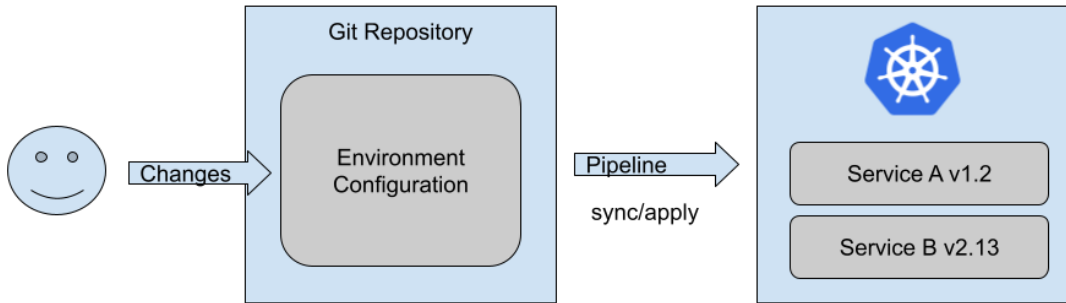 Git Repository
Changes
Environment
Configuration
Pipeline
sync/apply
Service A v1.2
Service B v2.13